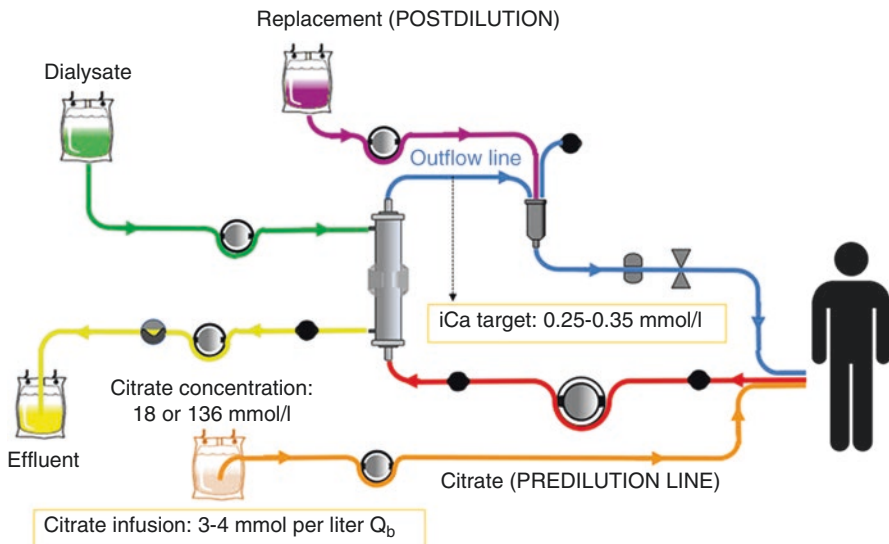 Replacement (POSTDILUTION)
Dialysate
Outflow line
iCa target: 0.25-0.35 mmol/l
Citrate concentration:
18 or 136 mmol/l
Effluent
Citrate (PREDILUTION LINE)
Citrate infusion: 3-4 mmol per liter Q_b